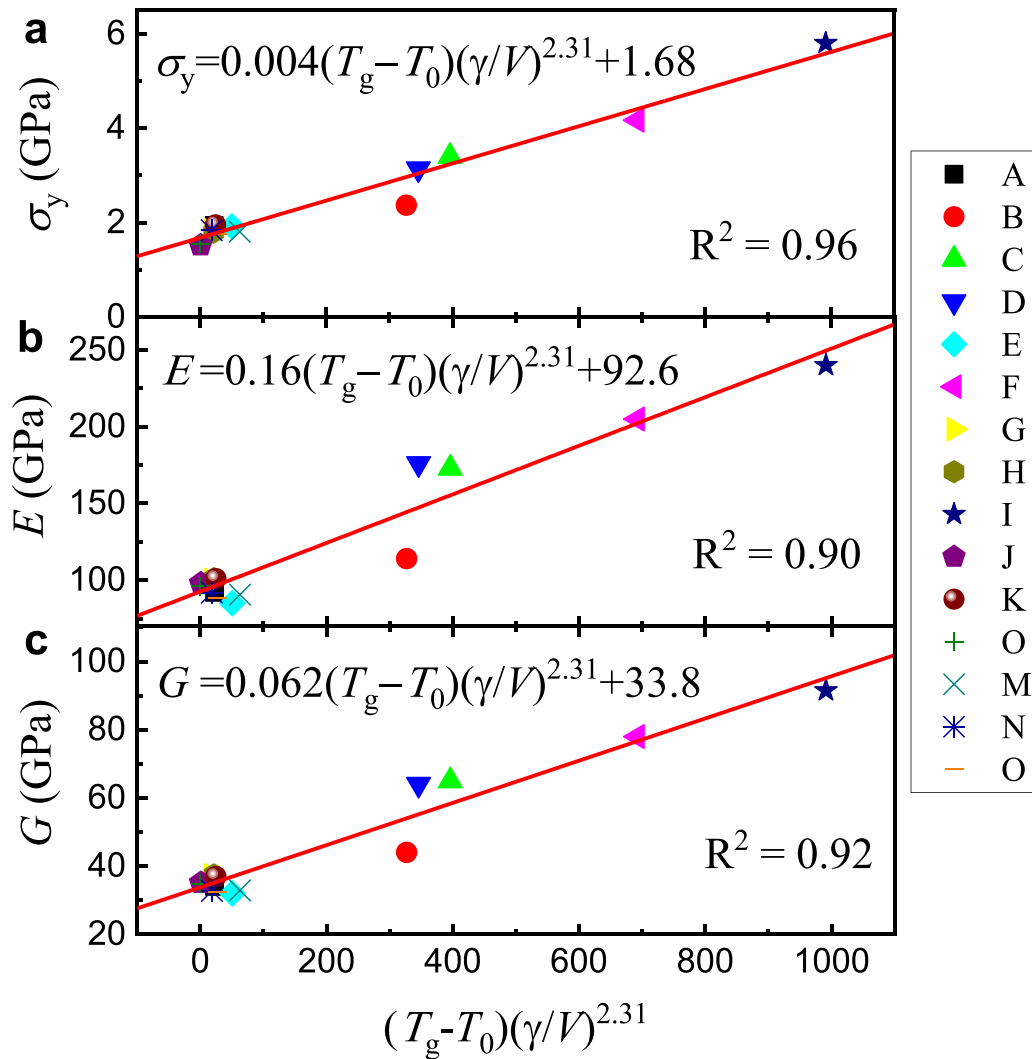 a
σy (GPa)
6
4
2
0
σy=0.004(Tg−T0)(γ/V)^2.31+1.68
R^2 = 0.96
b
E (GPa)
250
200
150
100
E=0.16(Tg−T0)(γ/V)^2.31+92.6
R^2 = 0.90
c
G (GPa)
100
80
60
40
20
G=0.062(Tg−T0)(γ/V)^2.31+33.8
R^2 = 0.92
0 200 400 600 800 1000
(Tg-T0)(γ/V)^2.31
A
B
C
D
E
F
G
H
I
J
K
O
M
N
O